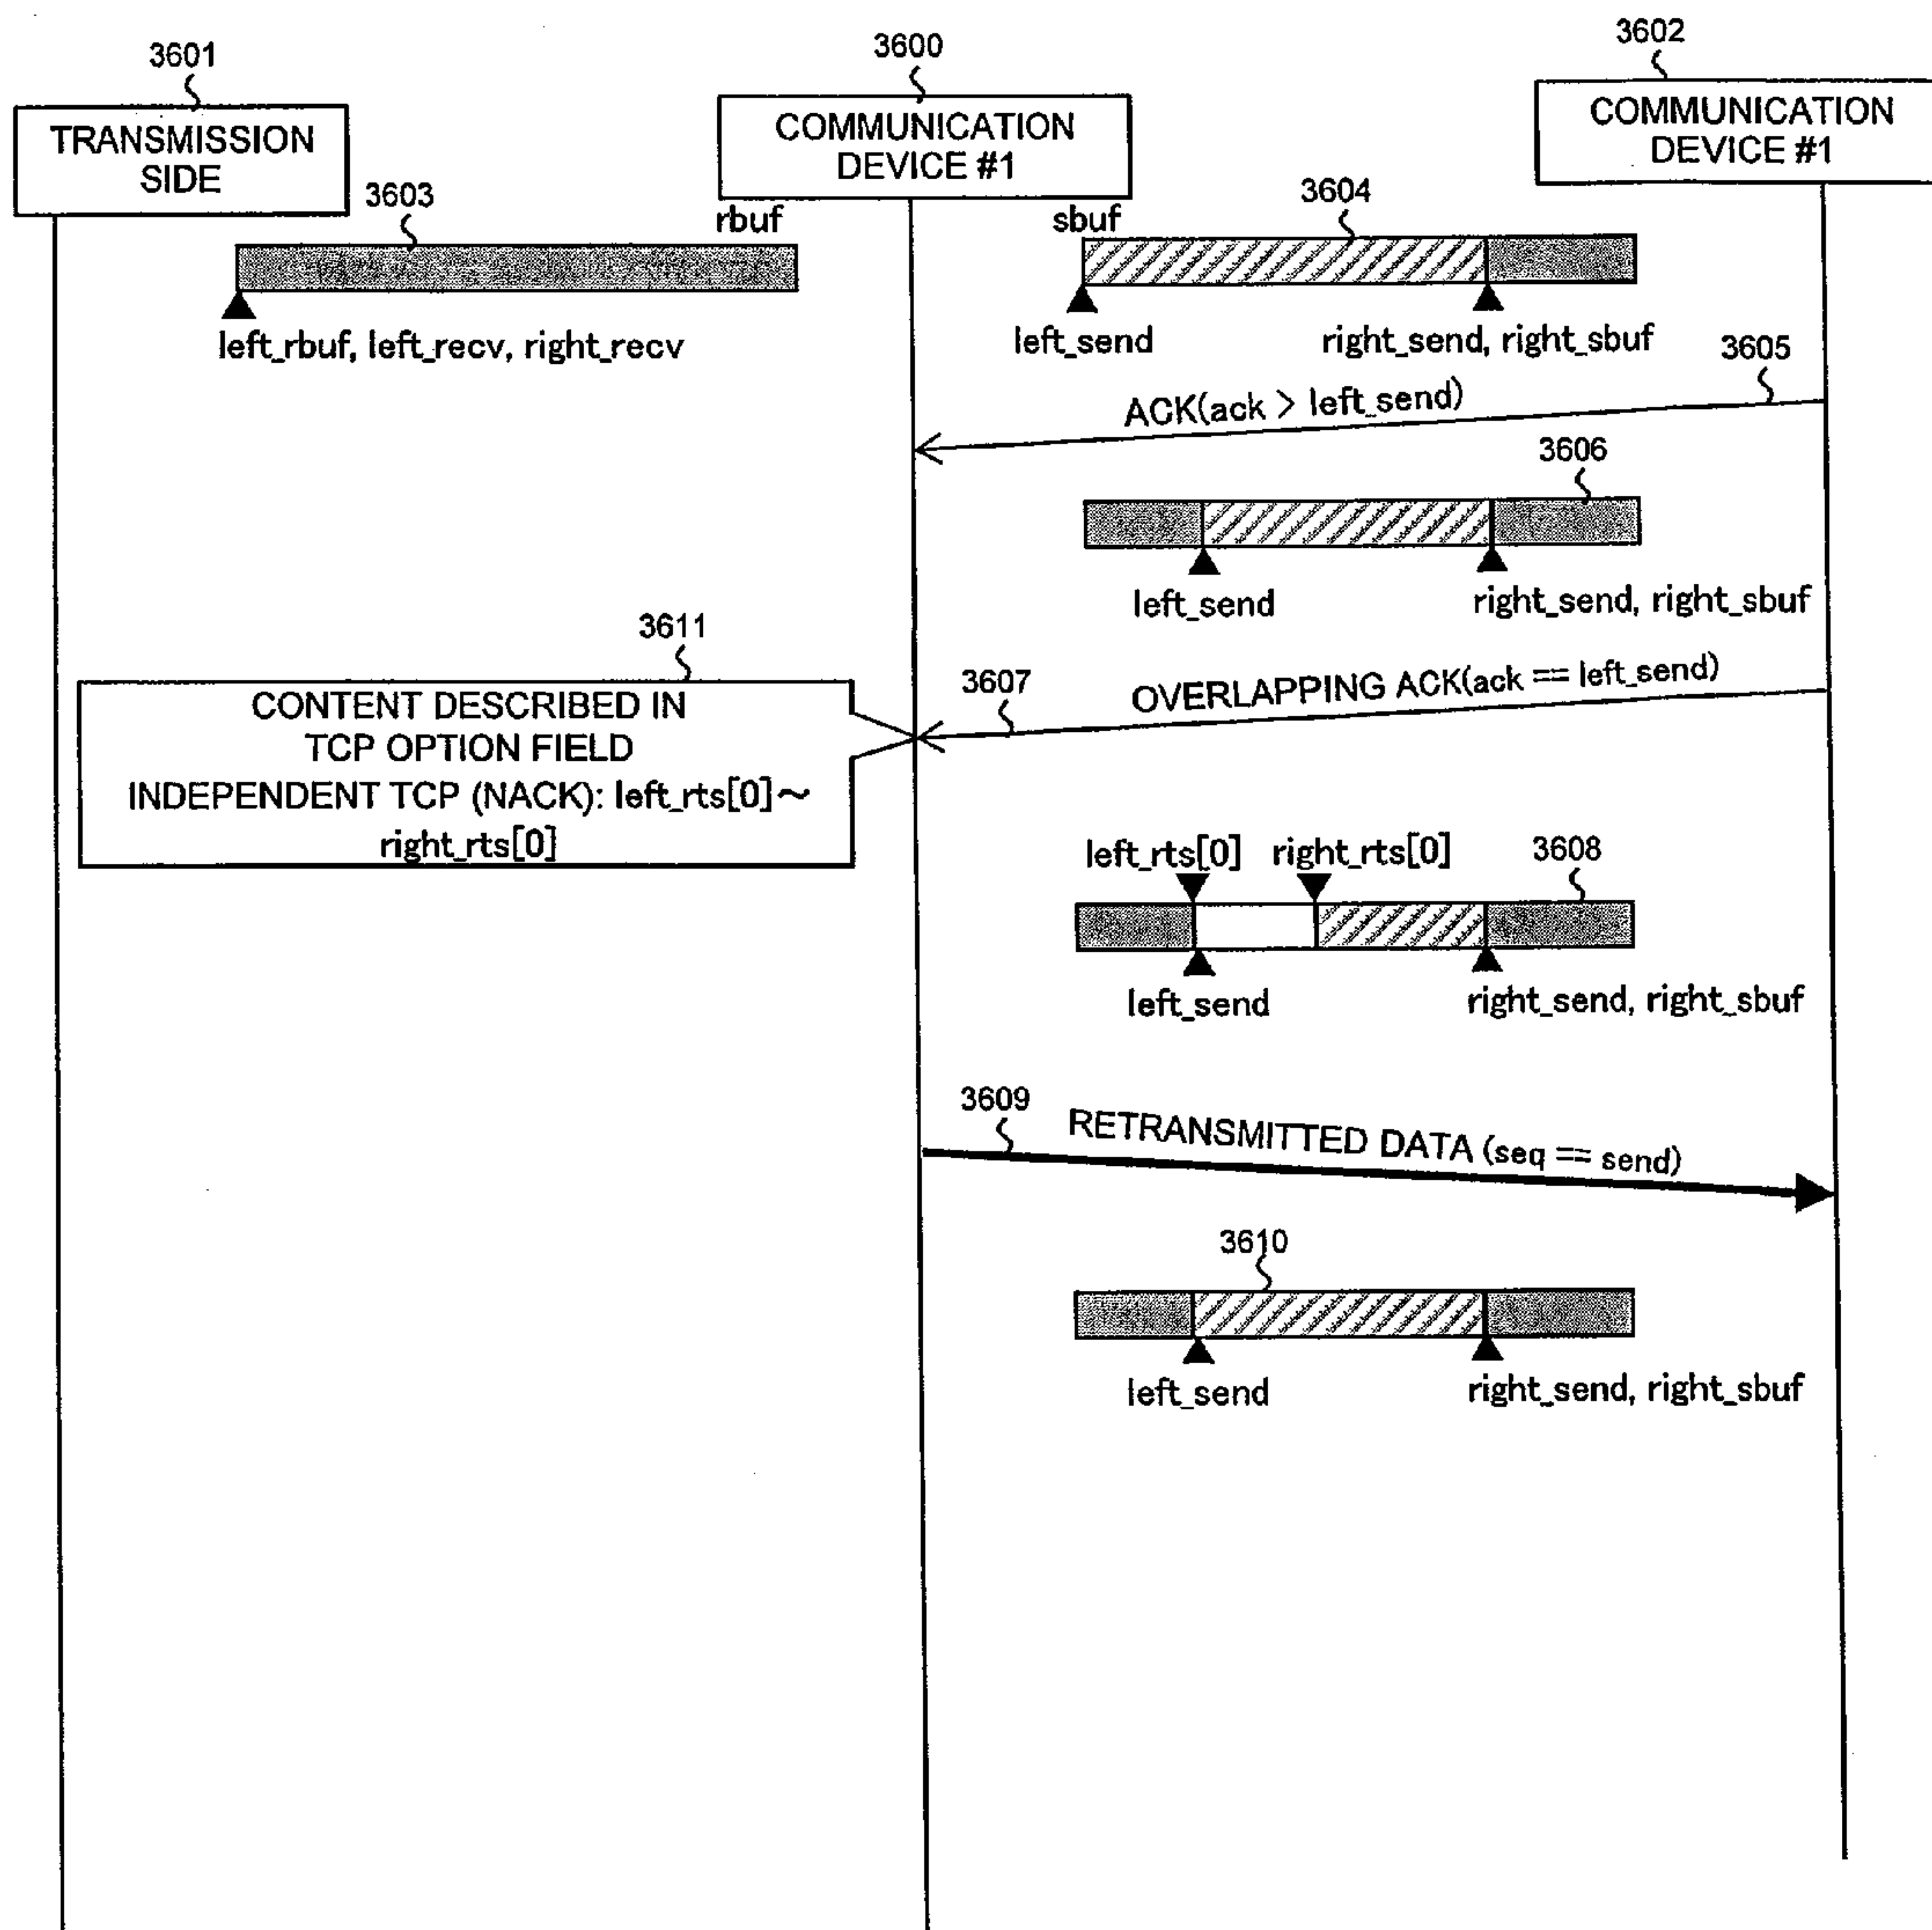 3601
3600
3602
TRANSMISSION
SIDE
COMMUNICATION
DEVICE #1
COMMUNICATION
DEVICE #1
3603
rbuf
sbuf
3604
left_rbuf, left_recv, right_recv
left_send
right_send, right_sbuf
3605
ACK(ack > left_send)
3606
left_send
right_send, right_sbuf
3611
CONTENT DESCRIBED IN
TCP OPTION FIELD
INDEPENDENT TCP (NACK): left_rts[0]～
right_rts[0]
3607
OVERLAPPING ACK(ack == left_send)
left_rts[0]
right_rts[0]
3608
left_send
right_send, right_sbuf
3609
RETRANSMITTED DATA (seq == send)
3610
left_send
right_send, right_sbuf